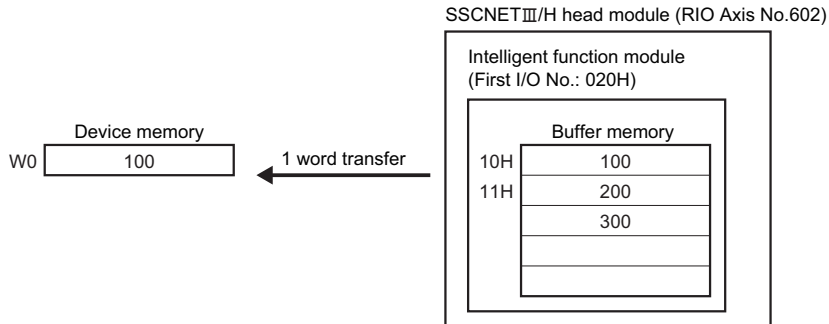 SSCNETⅢ/H head module (RIO Axis No.602)
Intelligent function module
(First I/O No.: 020H)
Device memory
Buffer memory
W0 100
1 word transfer
10H 100
11H 200
300